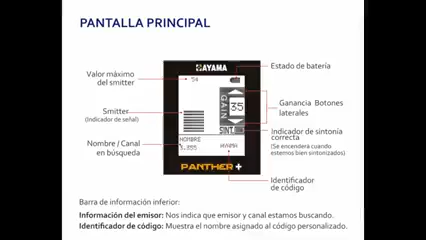 PANTALLA PRINCIPAL
HAYAMA
Valor máximo
del smitter
54
Estado de batería
GAIN
35
Ganancia Botones
laterales
Smitter
(Indicador de señal)
SINT.
Indicador de sintonía
correcta
(Se encenderá cuando
estemos bien sintonizados)
Nombre / Canal
en búsqueda
NOMBRE
HAYAMA
PANTHER+
Identificador
de código
Barra de información inferior:
Información del emisor: Nos indica que emisor y canal estamos buscando.
Identificador de código: Muestra el nombre asignado al código personalizado.